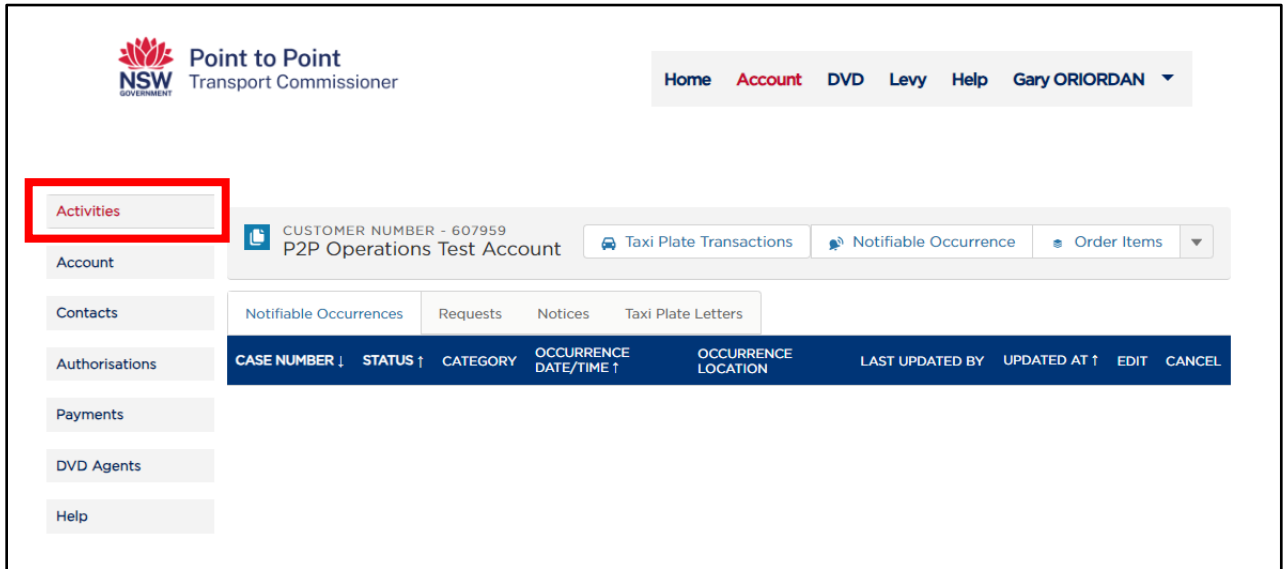 Point to Point
Transport Commissioner
NSW
GOVERNMENT
Home Account DVD Levy Help Gary ORIORDAN
Activities
Account
Contacts
Authorisations
Payments
DVD Agents
Help
CUSTOMER NUMBER - 607959
P2P Operations Test Account
Taxi Plate Transactions
Notifiable Occurrence
Order Items
Notifiable Occurrences Requests Notices Taxi Plate Letters
CASE NUMBER ↓ STATUS ↑ CATEGORY OCCURRENCE DATE/TIME ↑ OCCURRENCE LOCATION LAST UPDATED BY UPDATED AT ↑ EDIT CANCEL